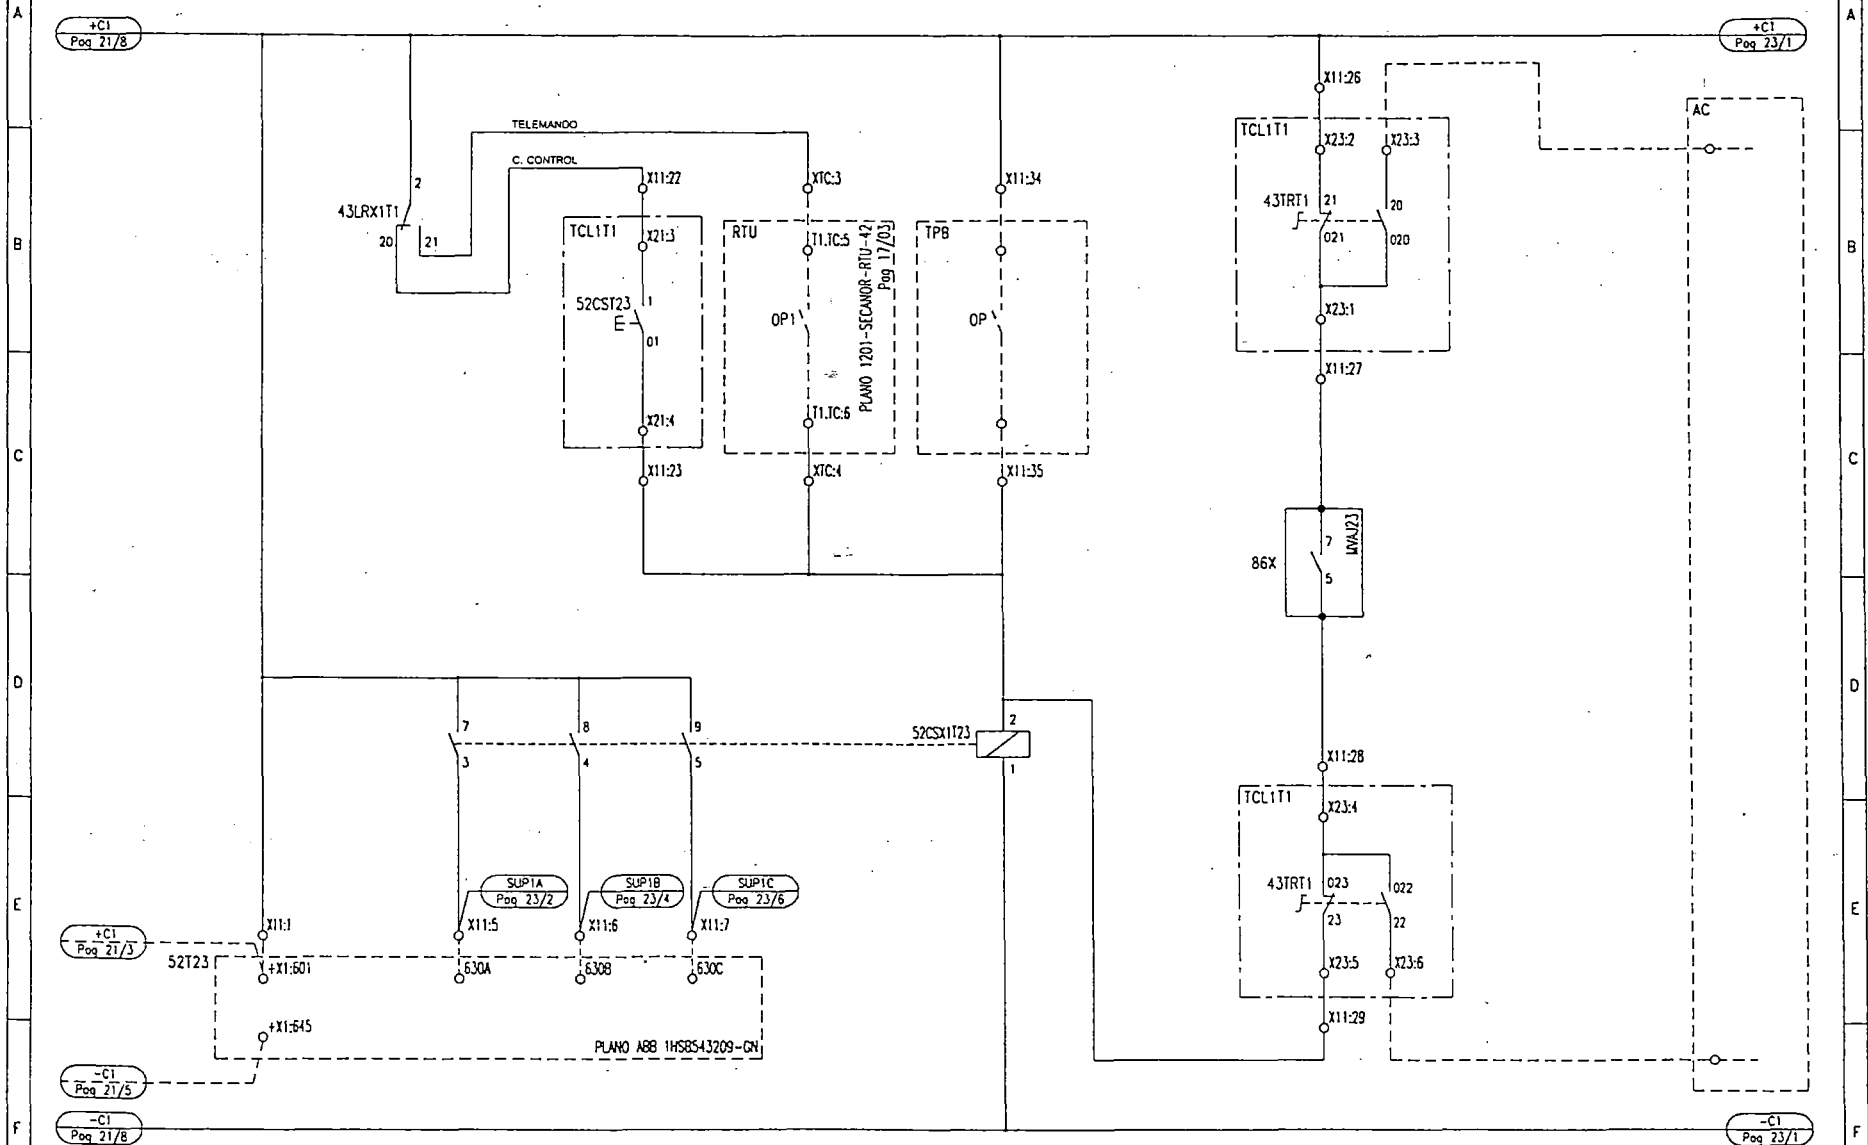 A
A
+C1
Pag 21/8
+C1
Pag 23/1
X11:26
AC
TELEMANDO
TCL1T1
X23:2
X23:3
C. CONTROL
2
X11:22
XTC:3
X11:34
43LRX1T1
43TRT1
21
20
20
21
TCL1T1
X21:3
RTU
T1.TC:5
TPB
021
020
B
B
PLANO 1201-SECANOR-RTU-42
Pag 17/03
52CST23
1
01
OP1
OP
X23:1
X11:27
T1.TC:6
X21:4
C
C
X11:23
XTC:4
X11:35
86X
7
5
MVAJ23
D
D
7
8
9
52CSX1T23
2
3
4
5
1
X11:28
TCL1T1
X23:4
SUP1A
Pag 23/2
SUP1B
Pag 23/4
SUP1C
Pag 23/6
43TRT1
023
022
23
22
E
E
X11:1
X11:5
X11:6
X11:7
+C1
Pag 21/3
52T23
+X1:601
630A
630B
630C
X23:5
X23:6
X11:29
+X1:645
PLANO ABB 1HSB543209-GN
-C1
Pag 21/5
-C1
Pag 21/8
-C1
Pag 23/1
F
F